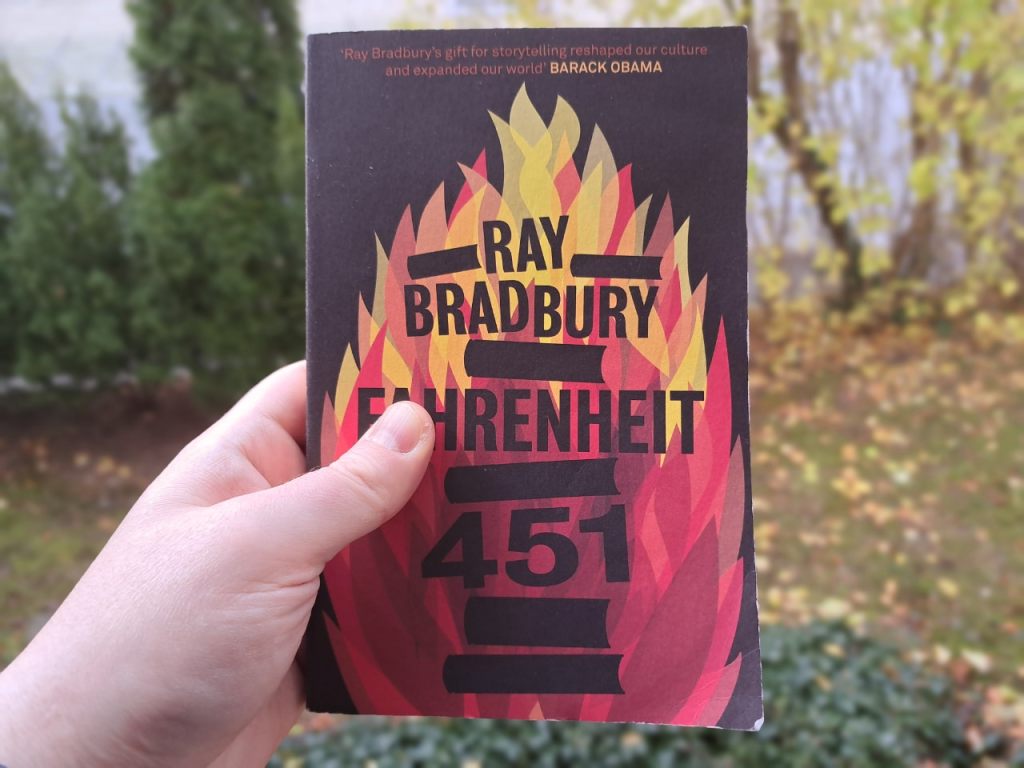 ‘Ray Bradbury’s gift for storytelling reshaped our culture
and expanded our world’ BARACK OBAMA
RAY
BRADBURY
FAHRENHEIT
451